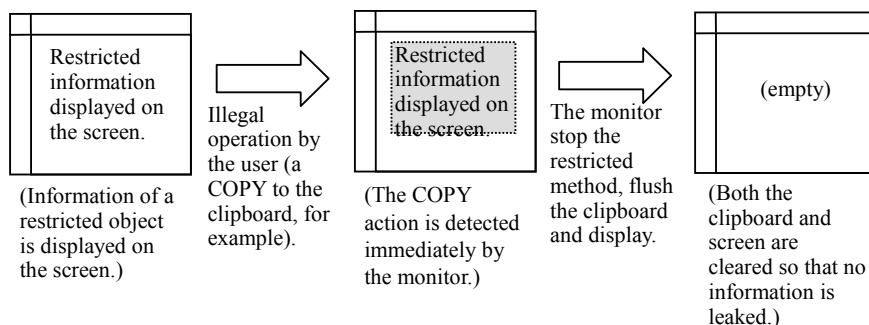 Restricted
information
displayed on
the screen.
(Information of a
restricted object
is displayed on
the screen.)
Illegal
operation by
the user (a
COPY to the
clipboard, for
example).
Restricted
information
displayed on
the screen.
(The COPY
action is detected
immediately by
the monitor.)
The monitor
stop the
restricted
method, flush
the clipboard
and display.
(empty)
(Both the
clipboard and
screen are
cleared so that no
information is
leaked.)